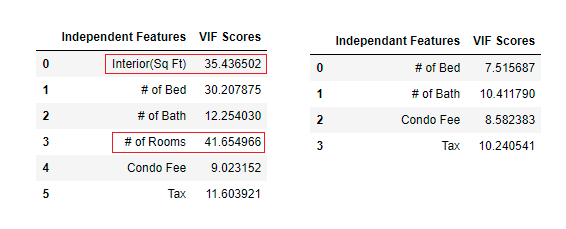 Independent Features VIF Scores
0 Interior(Sq Ft) 35.436502
1 # of Bed 30.207875
2 # of Bath 12.254030
3 # of Rooms 41.654966
4 Condo Fee 9.023152
5 Tax 11.603921
Independant Features VIF Scores
0 # of Bed 7.515687
1 # of Bath 10.411790
2 Condo Fee 8.582383
3 Tax 10.240541